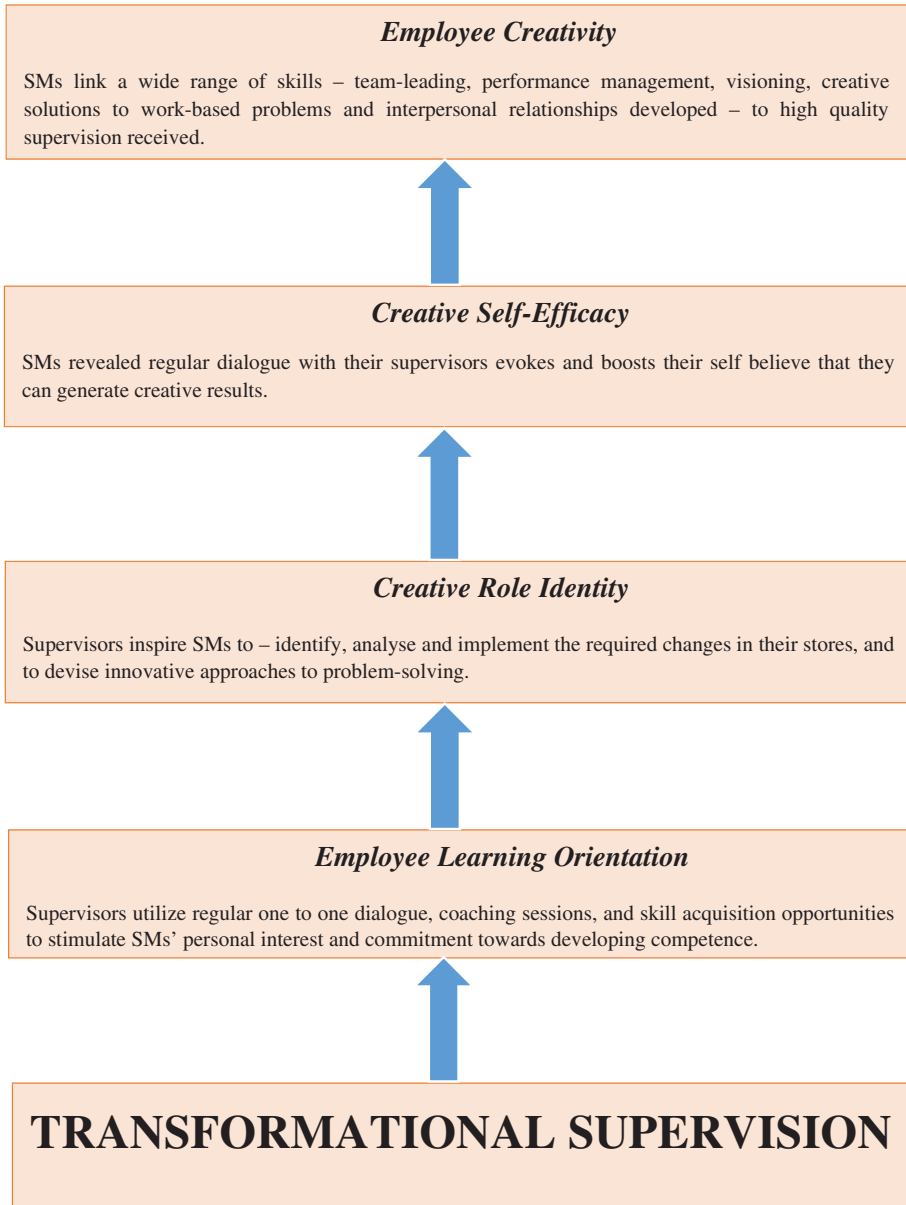 Employee Creativity
SMs link a wide range of skills – team-leading, performance management, visioning, creative
solutions to work-based problems and interpersonal relationships developed – to high quality
supervision received.
Creative Self-Efficacy
SMs revealed regular dialogue with their supervisors evokes and boosts their self believe that they
can generate creative results.
Creative Role Identity
Supervisors inspire SMs to – identify, analyse and implement the required changes in their stores, and
to devise innovative approaches to problem-solving.
Employee Learning Orientation
Supervisors utilize regular one to one dialogue, coaching sessions, and skill acquisition opportunities
to stimulate SMs’ personal interest and commitment towards developing competence.
TRANSFORMATIONAL SUPERVISION